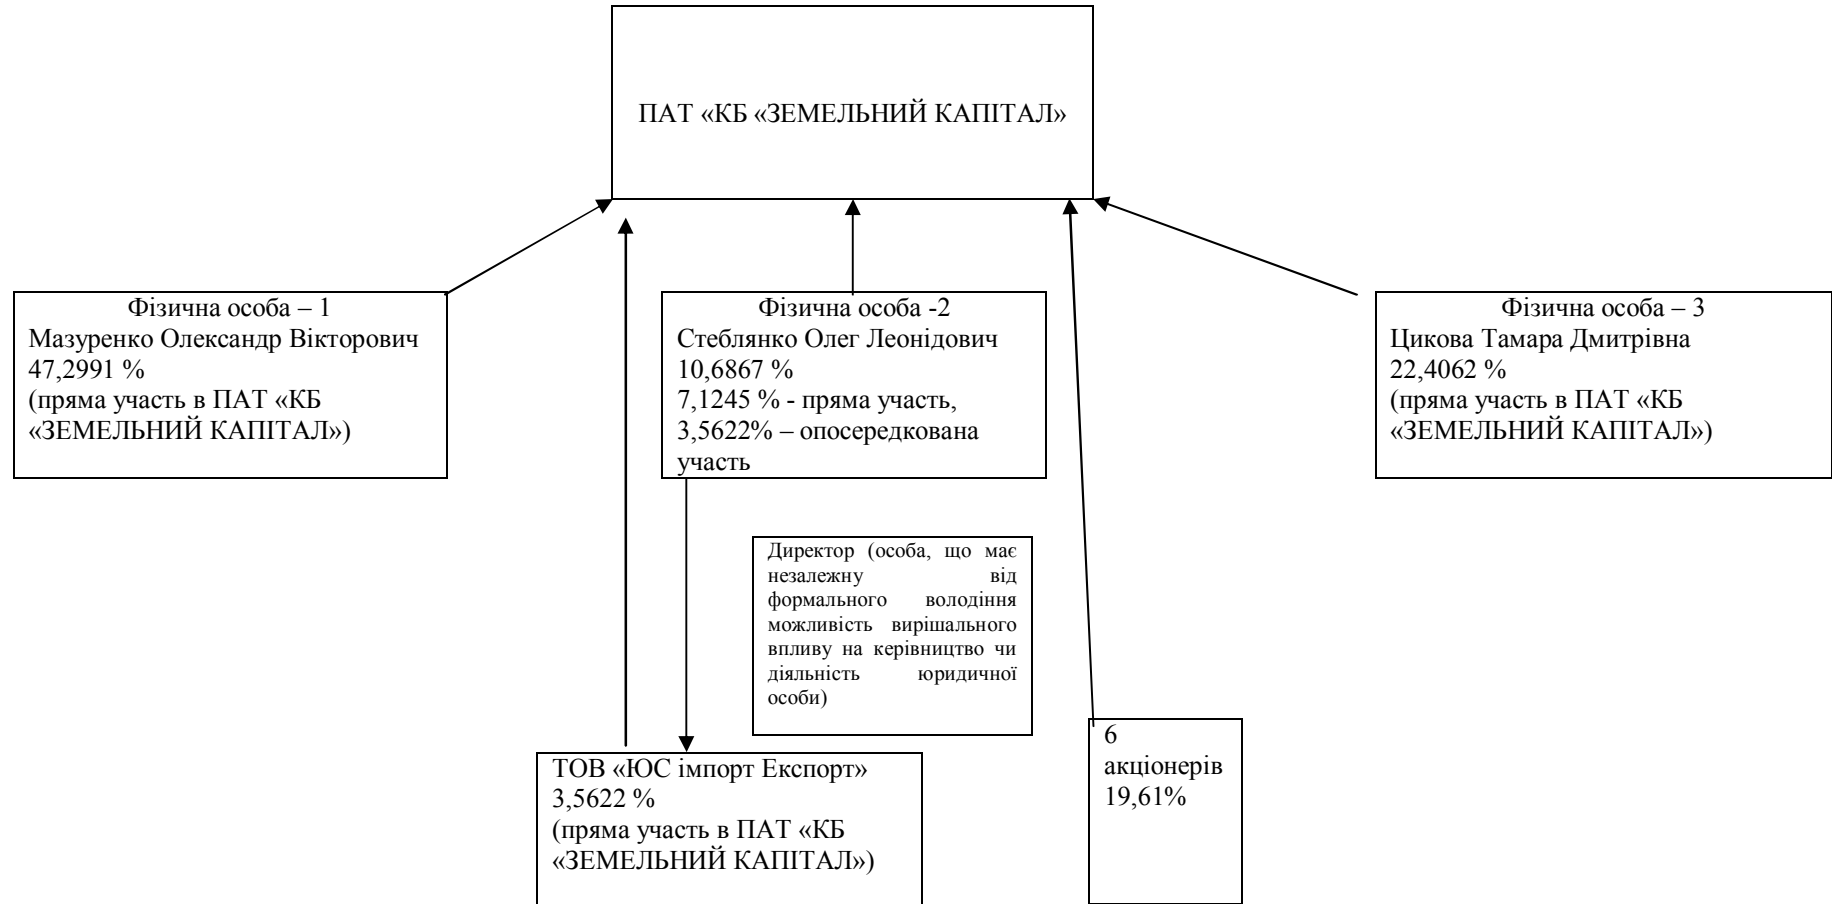 ПАТ «КБ «ЗЕМЕЛЬНИЙ КАПІТАЛ»
Фізична особа – 1
Мазуренко Олександр Вікторович
47,2991 %
(пряма участь в ПАТ «КБ
«ЗЕМЕЛЬНИЙ КАПІТАЛ»)
Фізична особа -2
Стеблянко Олег Леонідович
10,6867 %
7,1245 % - пряма участь,
3,5622% – опосередкована
участь
Фізична особа – 3
Цикова Тамара Дмитрівна
22,4062 %
(пряма участь в ПАТ «КБ
«ЗЕМЕЛЬНИЙ КАПІТАЛ»)
Директор (особа, що має
незалежну від
формального володіння
можливість вирішального
впливу на керівництво чи
діяльність юридичної
особи)
ТОВ «ЮС імпорт Експорт»
3,5622 %
(пряма участь в ПАТ «КБ
«ЗЕМЕЛЬНИЙ КАПІТАЛ»)
6
акціонерів
19,61%